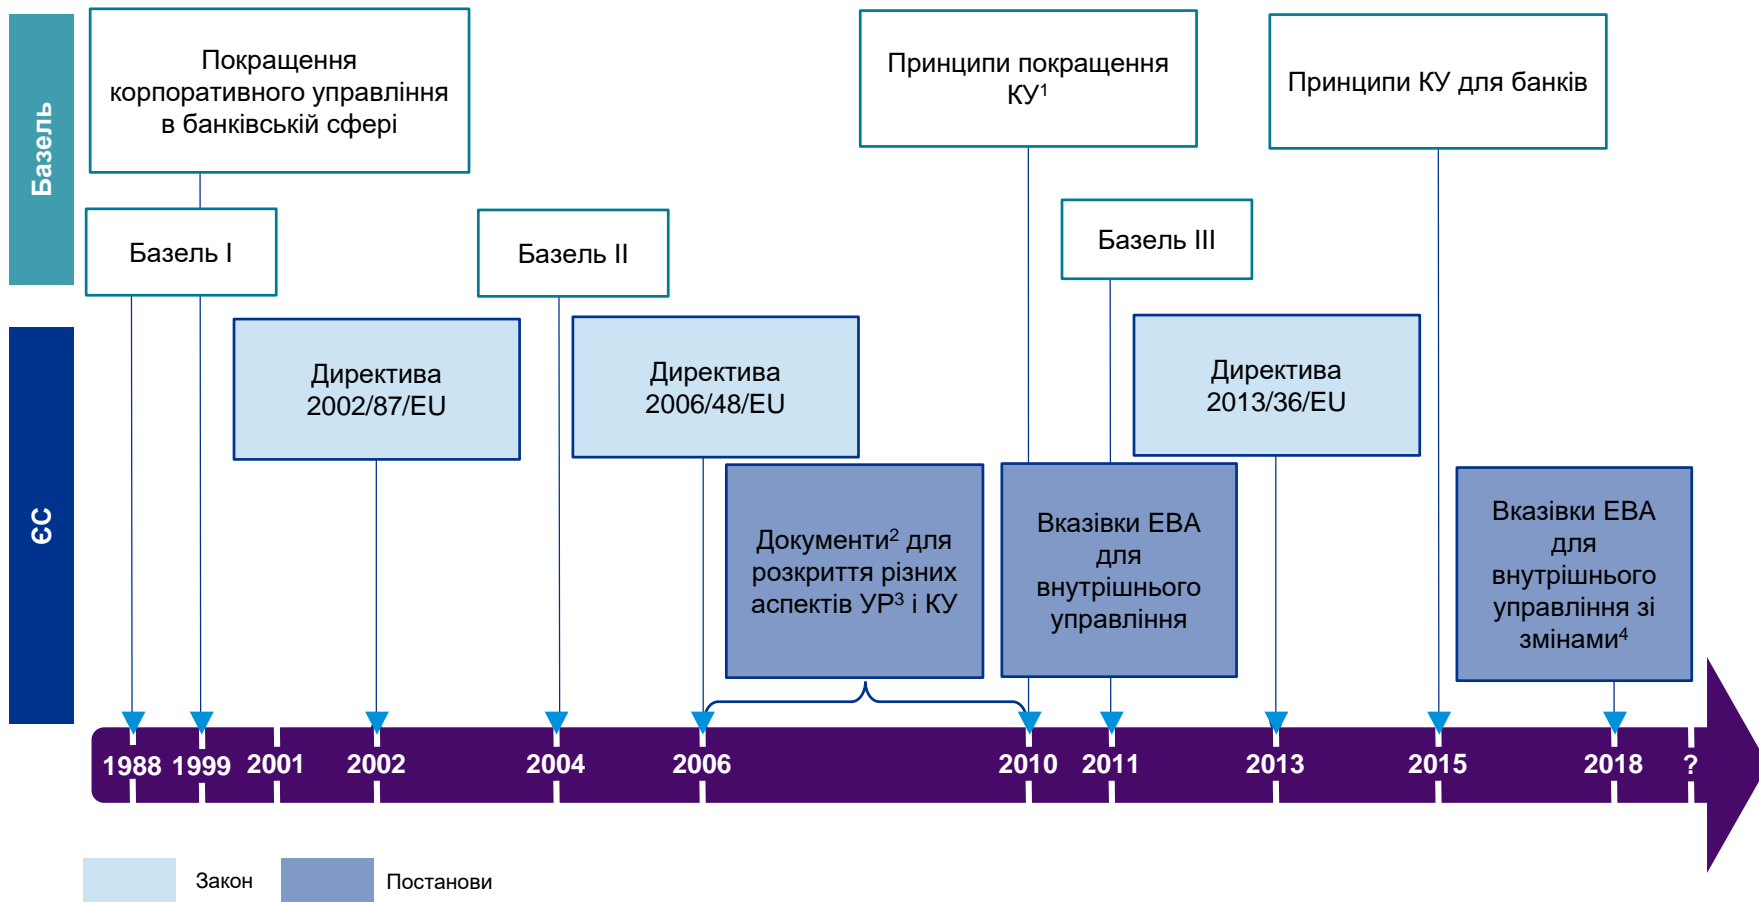 Базель
Покращення
корпоративного управління
в банківській сфері
Принципи покращення
КУ¹
Принципи КУ для банків
Базель I
Базель II
Базель III
ЄС
Директива
2002/87/EU
Директива
2006/48/EU
Директива
2013/36/EU
Документи² для
розкриття різних
аспектів УР³ і КУ
Вказівки EBA
для
внутрішнього
управління
Вказівки EBA
для
внутрішнього
управління зі
змінами⁴
1988 1999 2001 2002 2004 2006 2010 2011 2013 2015 2018 ?
Закон
Постанови